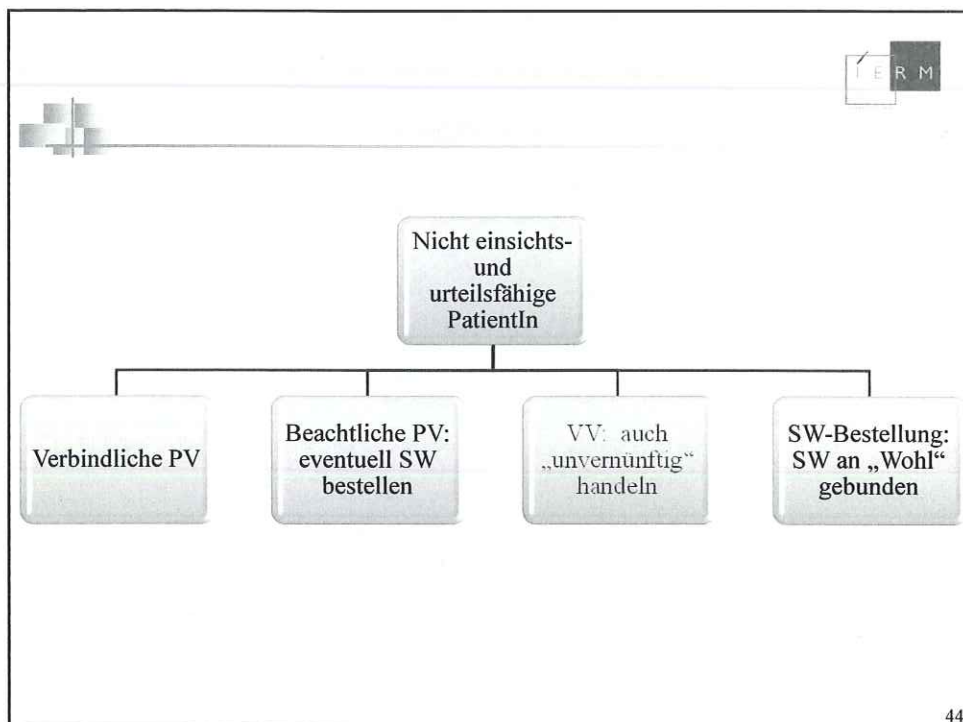 IERM
Nicht einsichts-
und
urteilsfähige
PatientIn
Verbindliche PV
Beachtliche PV:
eventuell SW
bestellen
VV: auch
„unvernünftig“
handeln
SW-Bestellung:
SW an „Wohl“
gebunden
44